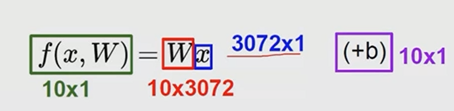 3072x1
f(x, W) = Wx (+b) 10x1
10x1 10x3072